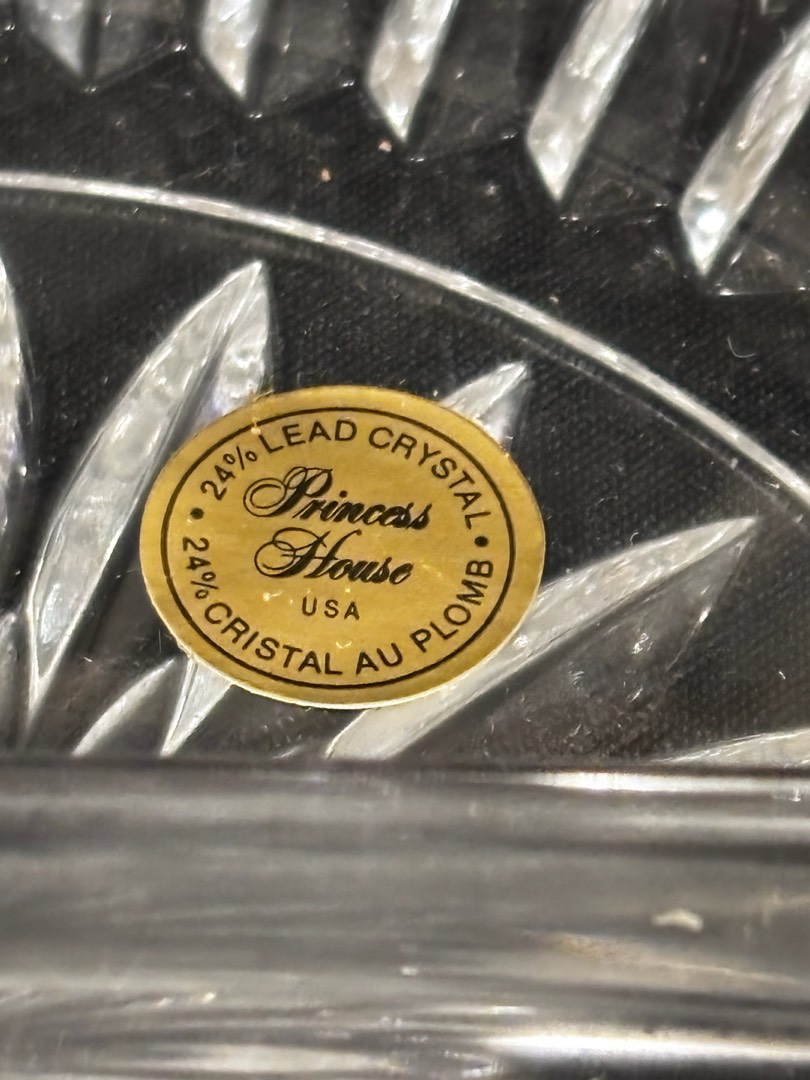 24% LEAD CRYSTAL
Princess
House
USA
24% CRISTAL AU PLOMB